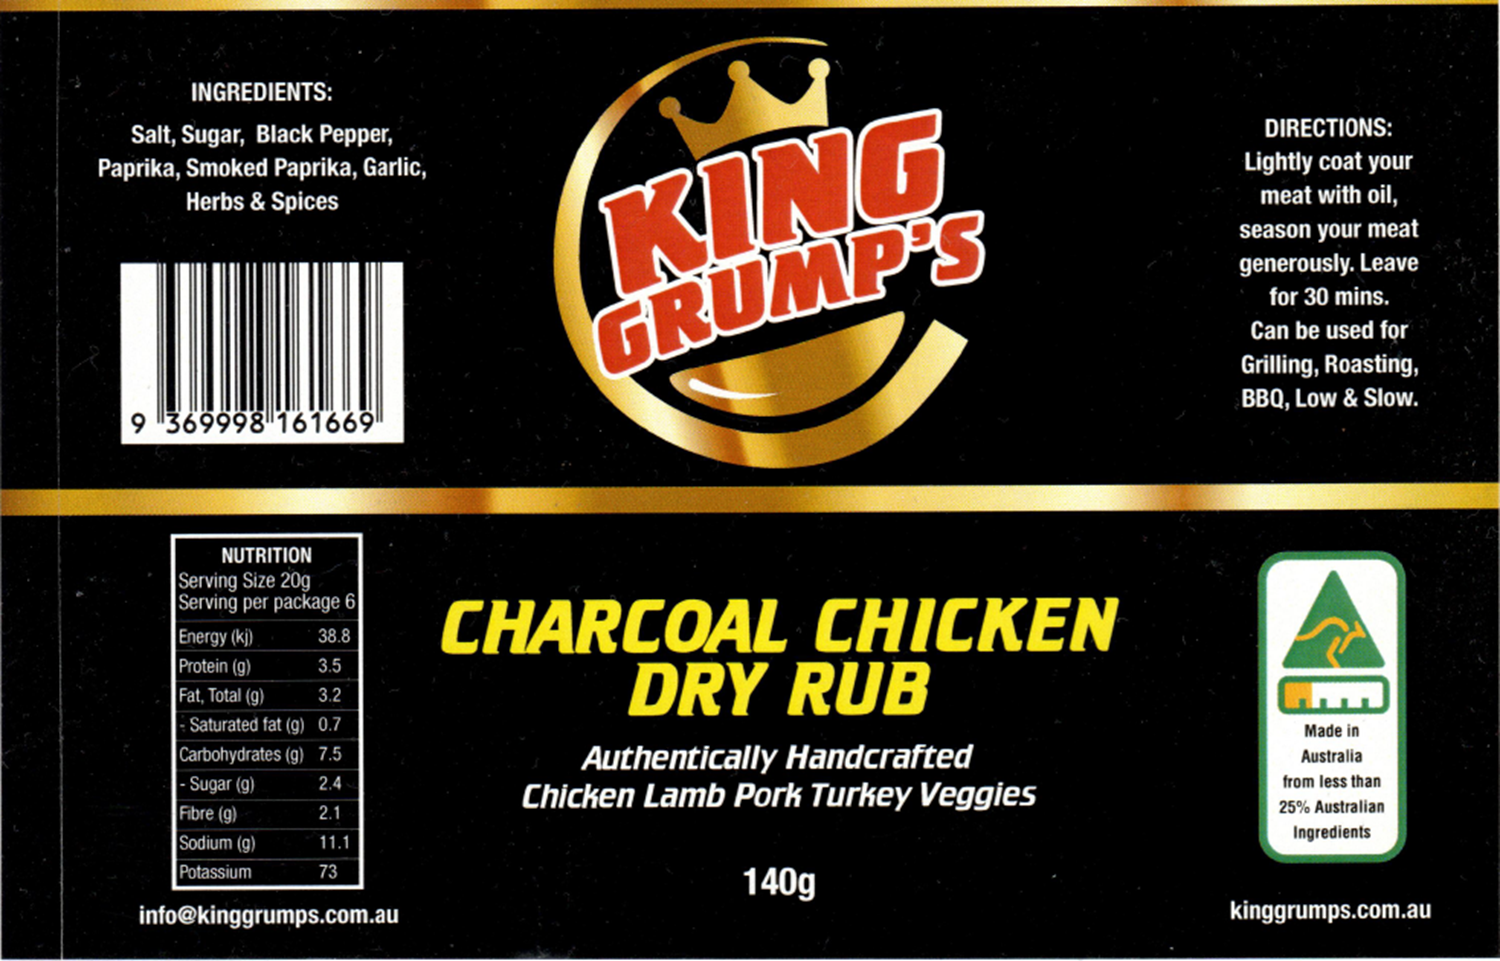 INGREDIENTS:
Salt, Sugar, Black Pepper,
Paprika, Smoked Paprika, Garlic,
Herbs & Spices
9 369998 161669
KING
GRUMP'S
DIRECTIONS:
Lightly coat your
meat with oil,
season your meat
generously. Leave
for 30 mins.
Can be used for
Grilling, Roasting,
BBQ, Low & Slow.
NUTRITION
Serving Size 20g
Serving per package 6
Energy (kj) 38.8
Protein (g) 3.5
Fat, Total (g) 3.2
- Saturated fat (g) 0.7
Carbohydrates (g) 7.5
- Sugar (g) 2.4
Fibre (g) 2.1
Sodium (g) 11.1
Potassium 73
info@kinggrumps.com.au
CHARCOAL CHICKEN
DRY RUB
Authentically Handcrafted
Chicken Lamb Pork Turkey Veggies
140g
Made in
Australia
from less than
25% Australian
Ingredients
kinggrumps.com.au